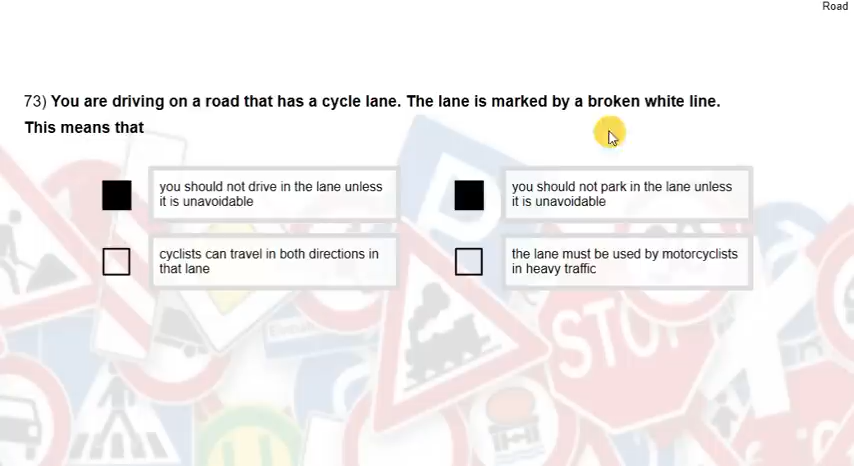 Road
73) You are driving on a road that has a cycle lane. The lane is marked by a broken white line.
This means that
you should not drive in the lane unless
it is unavoidable
you should not park in the lane unless
it is unavoidable
cyclists can travel in both directions in
that lane
the lane must be used by motorcyclists
in heavy traffic
STOP